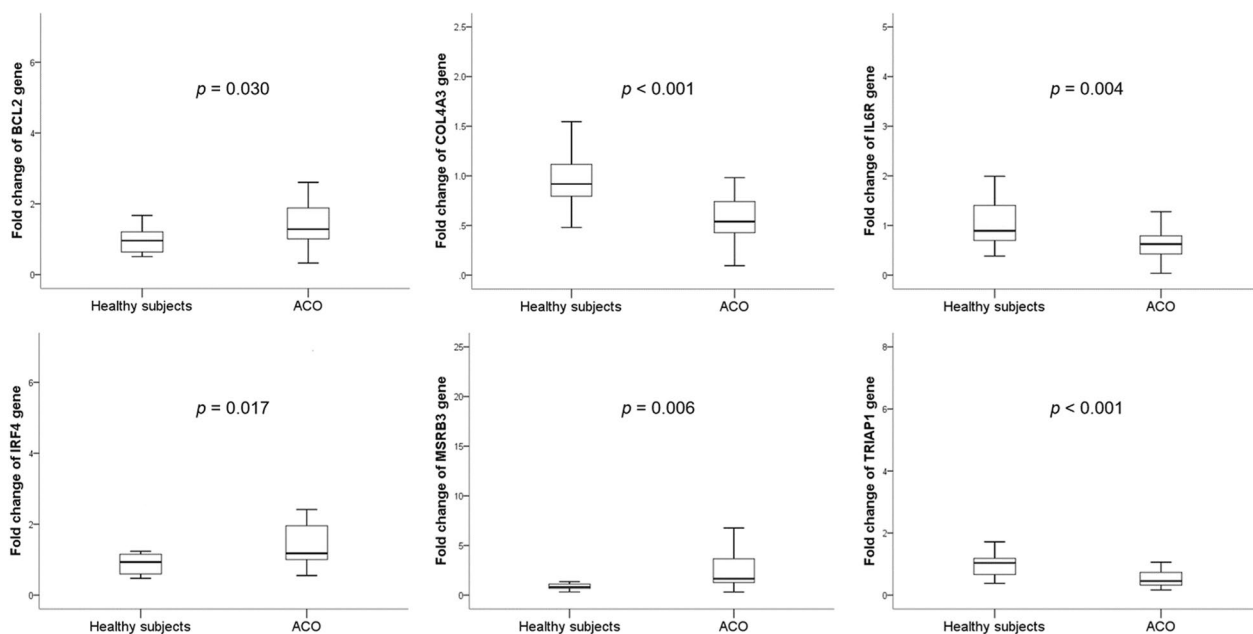 Fold change of BCL2 gene
6
4
2
0
p = 0.030
Healthy subjects
ACO
Fold change of COL4A3 gene
2.5
2.0
1.5
1.0
.5
.0
p < 0.001
Healthy subjects
ACO
Fold change of IL6R gene
5
4
3
2
1
0
p = 0.004
Healthy subjects
ACO
Fold change of IRF4 gene
6
4
2
0
p = 0.017
Healthy subjects
ACO
Fold change of MSRB3 gene
25
20
15
10
5
0
p = 0.006
Healthy subjects
ACO
Fold change of TRIAP1 gene
8
6
4
2
0
p < 0.001
Healthy subjects
ACO